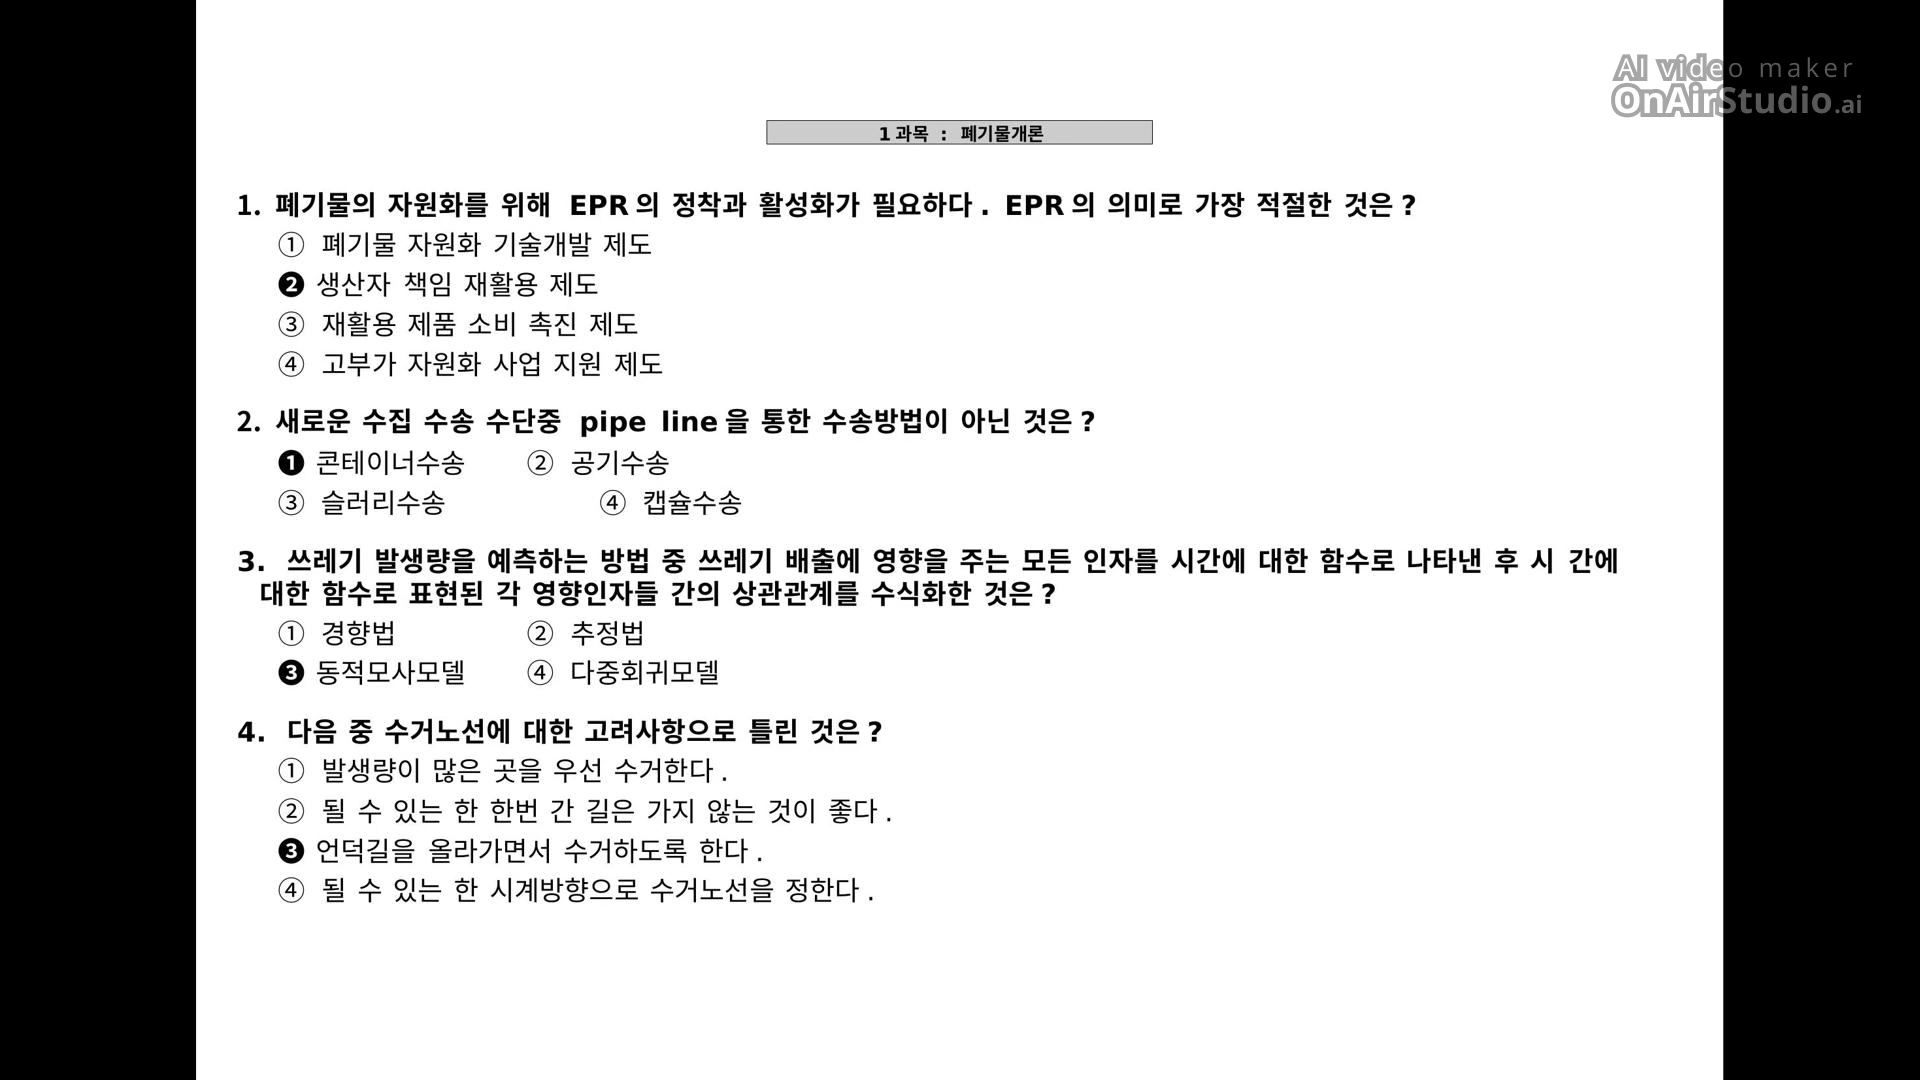 AI video maker
OnAirStudio.ai
1과목 : 폐기물개론
1. 폐기물의 자원화를 위해 EPR의 정착과 활성화가 필요하다. EPR의 의미로 가장 적절한 것은?
① 폐기물 자원화 기술개발 제도
❷ 생산자 책임 재활용 제도
③ 재활용 제품 소비 촉진 제도
④ 고부가 자원화 사업 지원 제도
2. 새로운 수집 수송 수단중 pipe line을 통한 수송방법이 아닌 것은?
❶ 콘테이너수송 ② 공기수송
③ 슬러리수송 ④ 캡슐수송
3. 쓰레기 발생량을 예측하는 방법 중 쓰레기 배출에 영향을 주는 모든 인자를 시간에 대한 함수로 나타낸 후 시 간에
대한 함수로 표현된 각 영향인자들 간의 상관관계를 수식화한 것은?
① 경향법 ② 추정법
❸ 동적모사모델 ④ 다중회귀모델
4. 다음 중 수거노선에 대한 고려사항으로 틀린 것은?
① 발생량이 많은 곳을 우선 수거한다.
② 될 수 있는 한 한번 간 길은 가지 않는 것이 좋다.
❸ 언덕길을 올라가면서 수거하도록 한다.
④ 될 수 있는 한 시계방향으로 수거노선을 정한다.